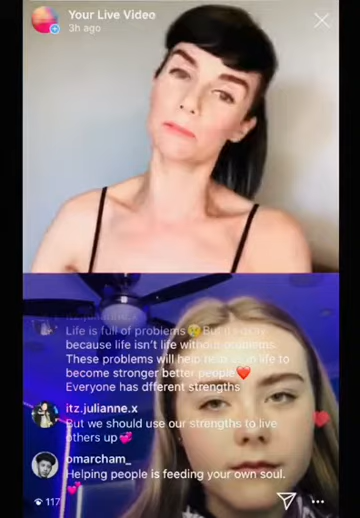 Your Live Video
3h ago
itz.julianne.x
Life is full of problems😢But it's okay
because life isn't life without problems.
These problems will help us in life to
become stronger better people❤️
Everyone has dfferent strengths
itz.julianne.x
But we should use our strengths to live
others up💞
omarcham_
Helping people is feeding your own soul.
💞
117